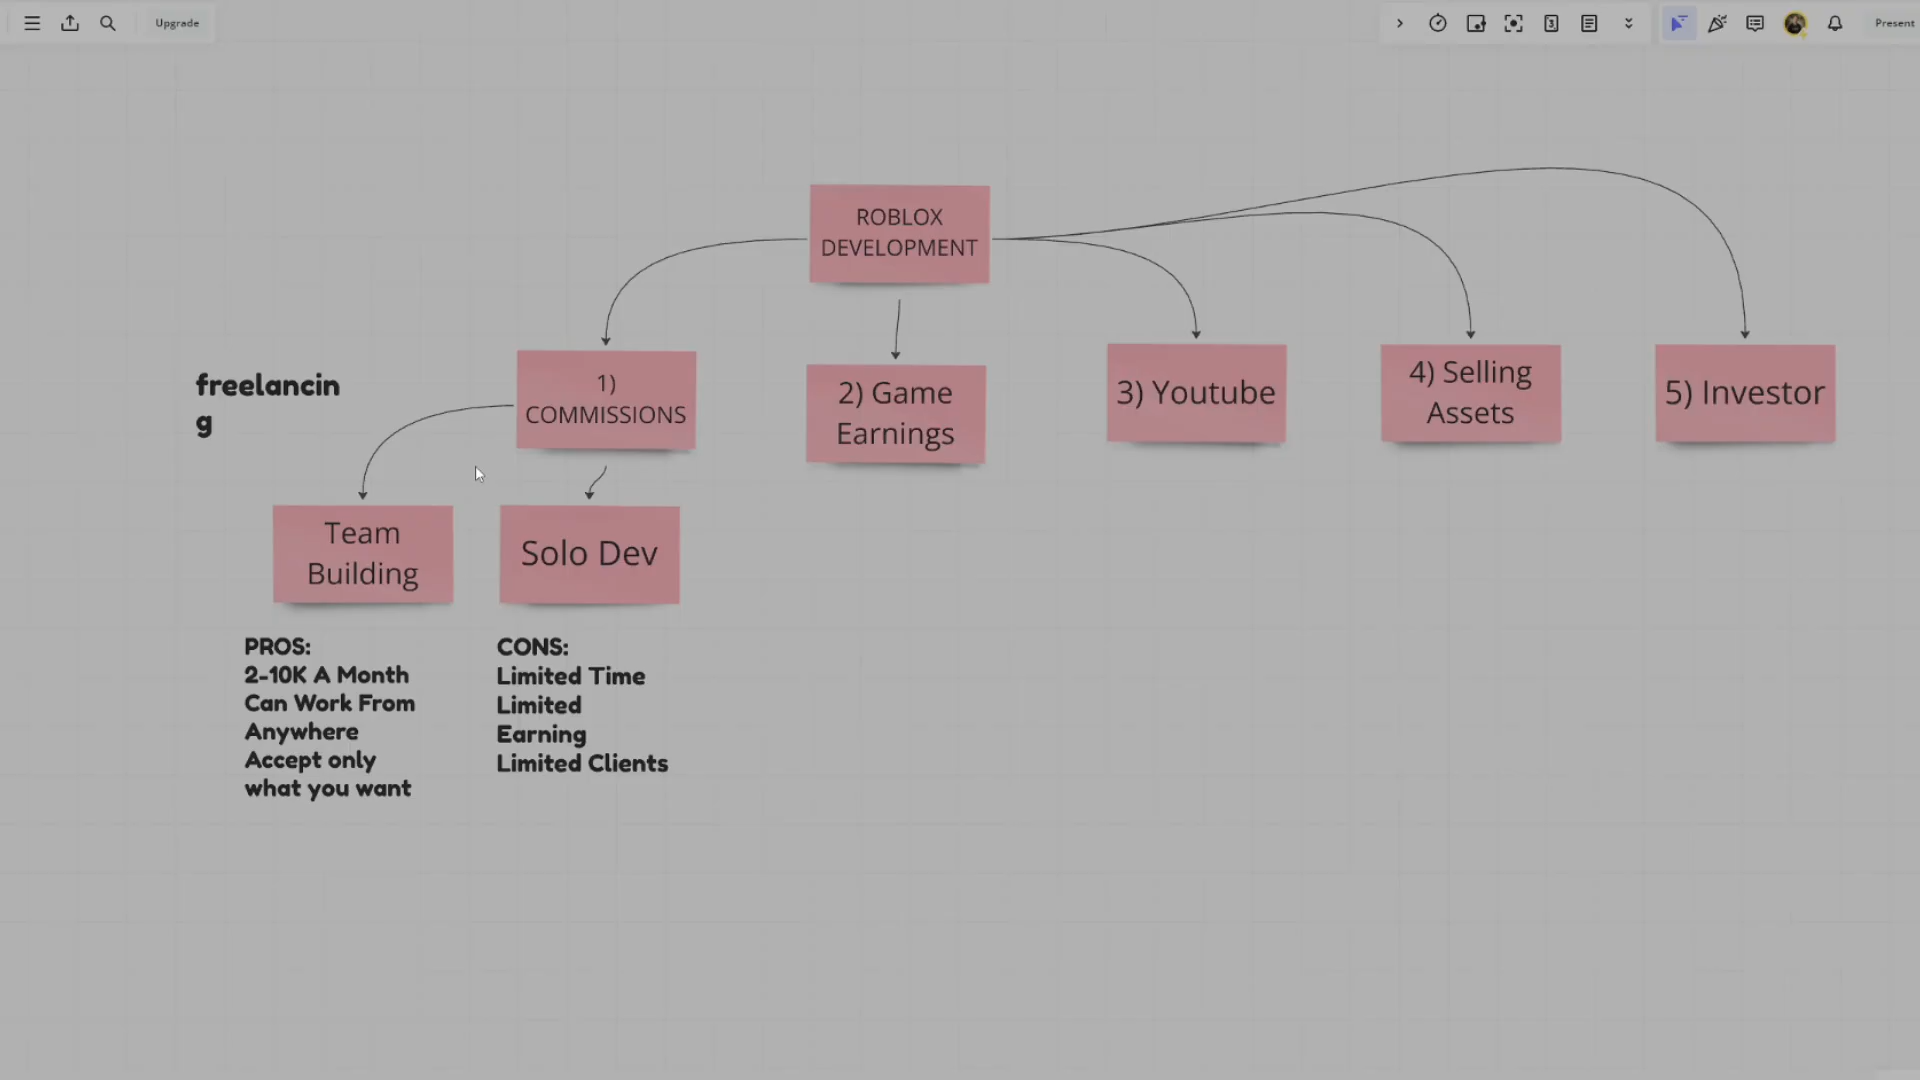 Upgrade
3
Present
ROBLOX
DEVELOPMENT
freelancin
g
1)
COMMISSIONS
2) Game
Earnings
3) Youtube
4) Selling
Assets
5) Investor
Team
Building
Solo Dev
PROS:
2-10K A Month
Can Work From
Anywhere
Accept only
what you want
CONS:
Limited Time
Limited
Earning
Limited Clients